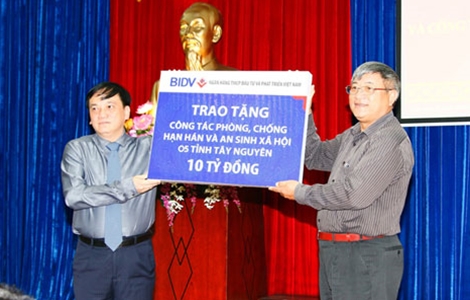 BIDV NGÂN HÀNG TMCP ĐẦU TƯ VÀ PHÁT TRIỂN VIỆT NAM
TRAO TẶNG
CÔNG TÁC PHÒNG, CHỐNG
HẠN HÁN VÀ AN SINH XÃ HỘI
05 TỈNH TÂY NGUYÊN
10 TỶ ĐỒNG